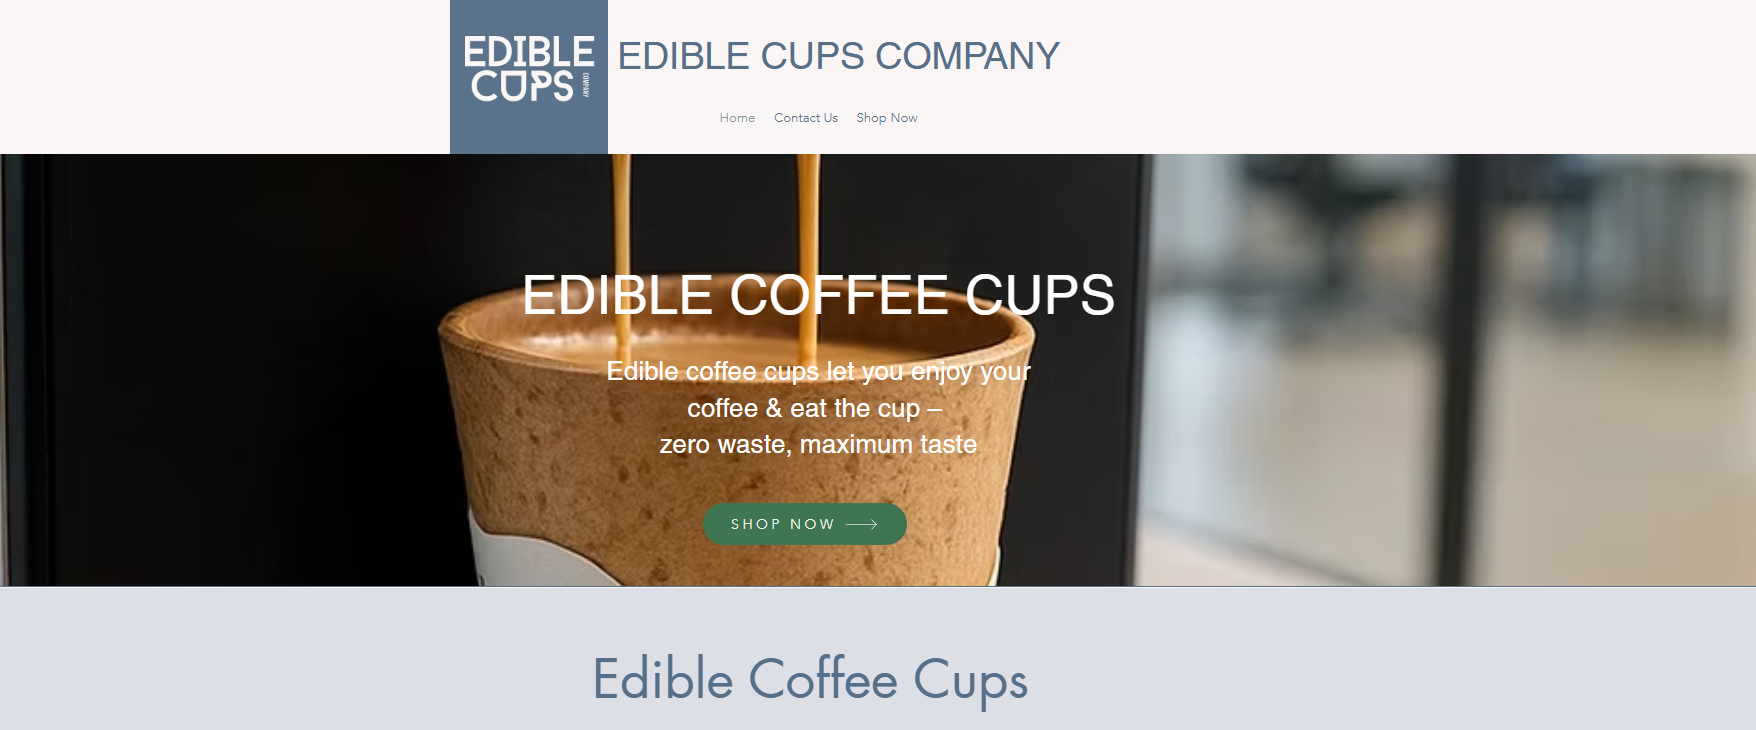 EDIBLE
CUPS
COMPANY
EDIBLE CUPS COMPANY
Home Contact Us Shop Now
EDIBLE COFFEE CUPS
Edible coffee cups let you enjoy your
coffee & eat the cup –
zero waste, maximum taste
SHOP NOW
Edible Coffee Cups